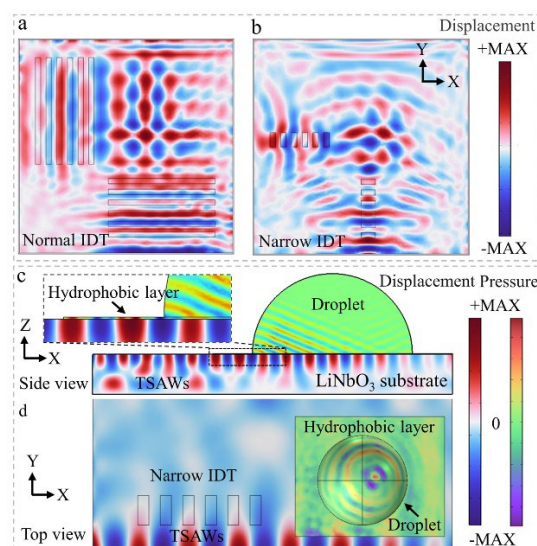 a
b
Displacement
+MAX
Y
X
Normal IDT
Narrow IDT
-MAX
c
Displacement Pressure
Hydrophobic layer
Droplet
+MAX
Z
X
Side view
TSAWs
LiNbO₃ substrate
0
d
Hydrophobic layer
Narrow IDT
Y
X
Droplet
Top view
TSAWs
-MAX